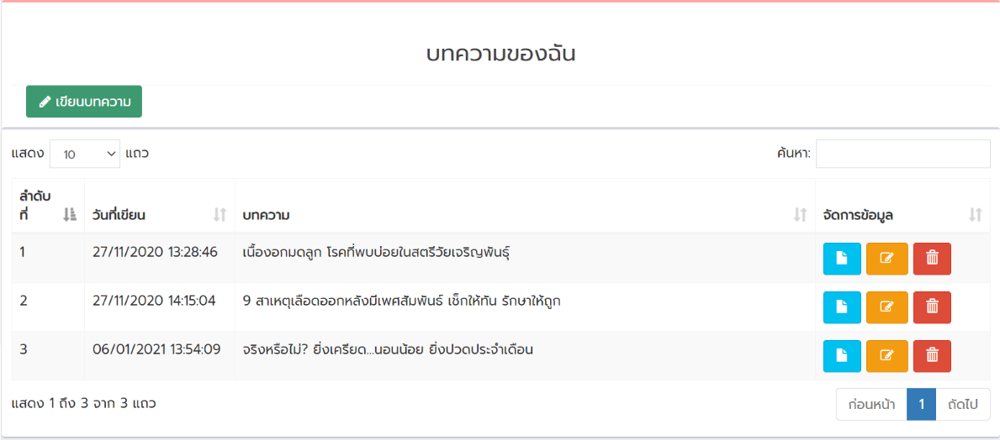 บทความของฉัน
เขียนบทความ
แสดง 10 แถว ค้นหา:
ลำดับ
ที่ วันที่เขียน บทความ จัดการข้อมูล
1 27/11/2020 13:28:46 เนื้องอกมดลูก โรคที่พบบ่อยในสตรีวัยเจริญพันธุ์
2 27/11/2020 14:15:04 9 สาเหตุเลือดออกหลังมีเพศสัมพันธ์ เช็กให้ทัน รักษาให้ถูก
3 06/01/2021 13:54:09 จริงหรือไม่? ยิ่งเครียด...นอนน้อย ยิ่งปวดประจำเดือน
แสดง 1 ถึง 3 จาก 3 แถว ก่อนหน้า 1 ถัดไป